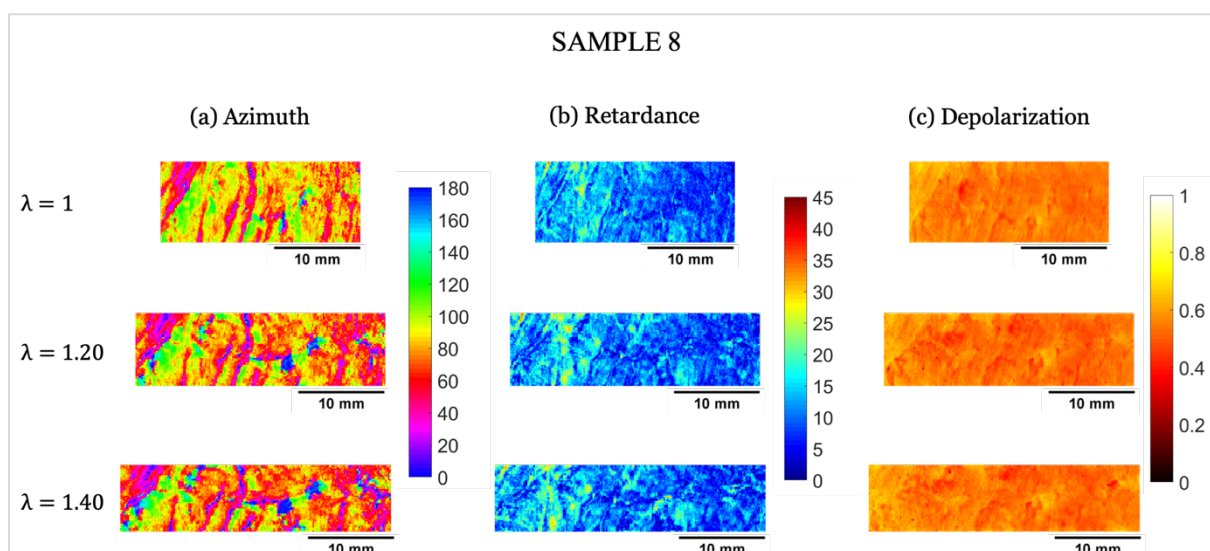 SAMPLE 8
(a) Azimuth
(b) Retardance
(c) Depolarization
λ = 1
10 mm
10 mm
10 mm
λ = 1.20
10 mm
10 mm
10 mm
λ = 1.40
10 mm
10 mm
10 mm
180
160
140
120
100
80
60
40
20
0
45
40
35
30
25
20
15
10
5
0
1
0.8
0.6
0.4
0.2
0